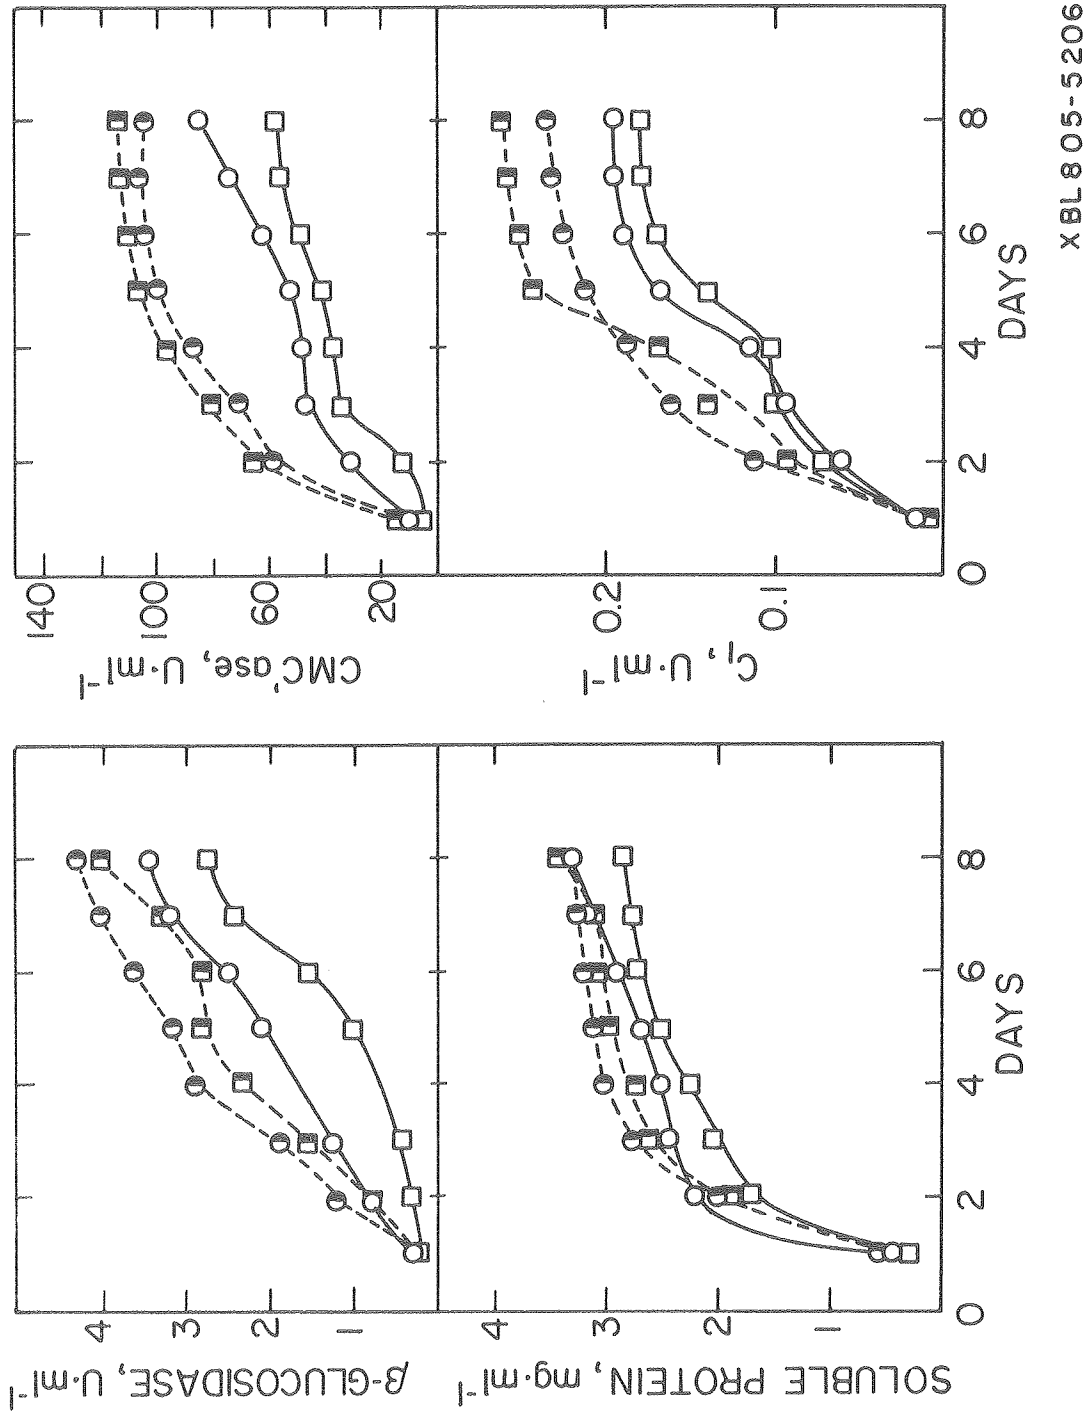 β-GLUCOSIDASE, U·ml⁻¹
4
3
2
1
SOLUBLE PROTEIN, mg·ml⁻¹
4
3
2
1
0 2 4 6 8
DAYS
CMC'ase, U·ml⁻¹
140
100
60
20
C₁, U·ml⁻¹
0.2
0.1
0 2 4 6 8
DAYS
XBL 805-5206